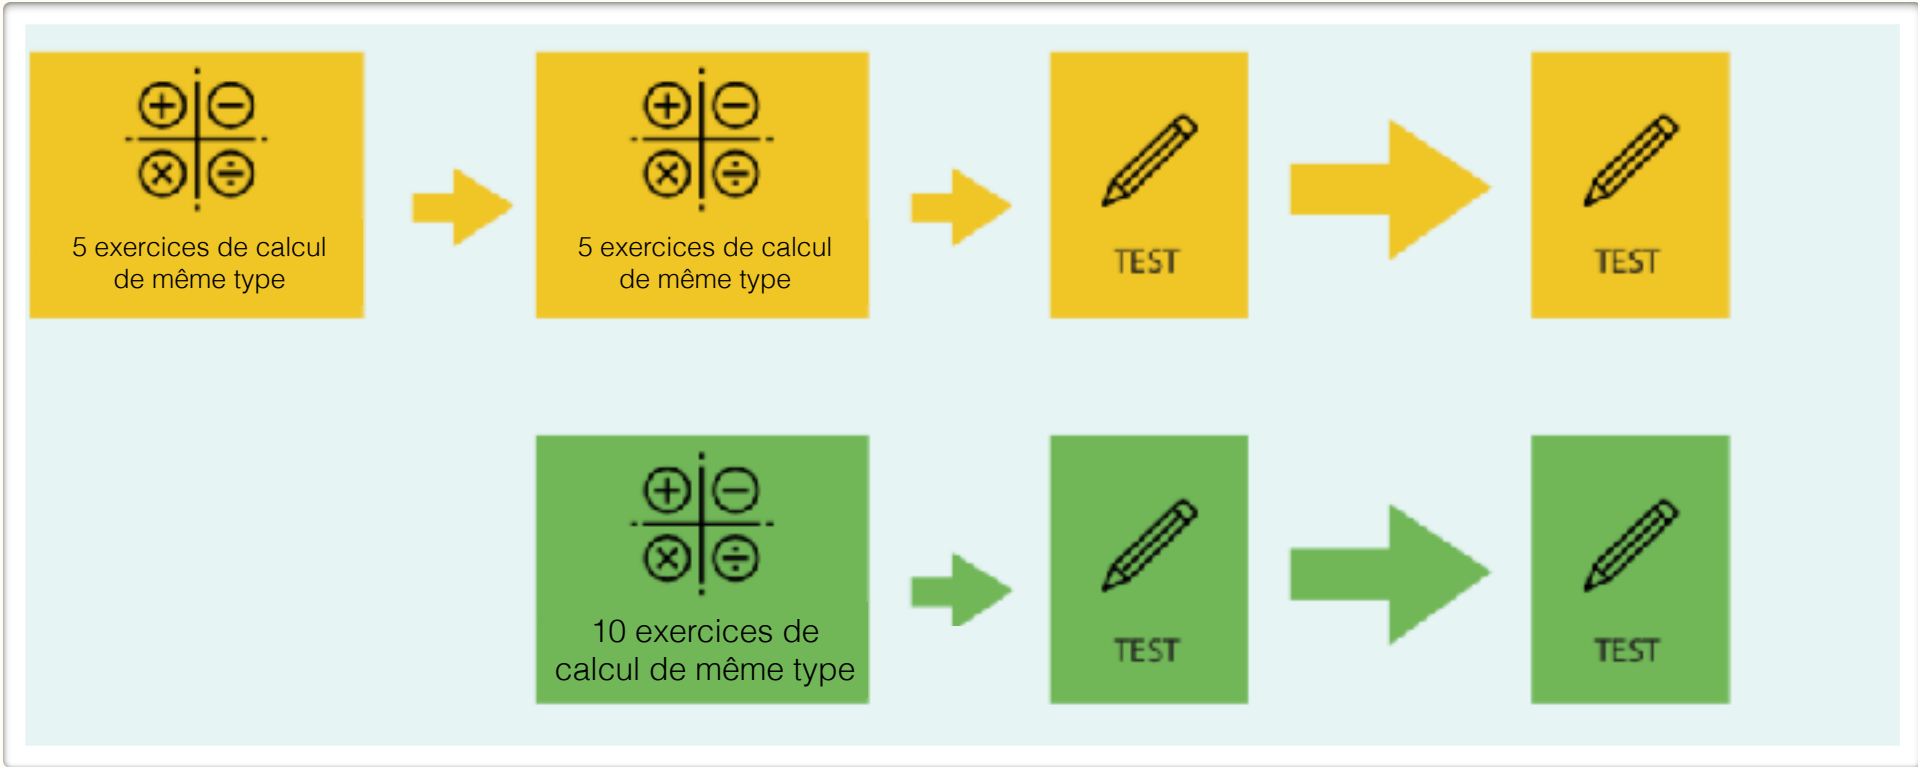 5 exercices de calcul
de même type
5 exercices de calcul
de même type
TEST
TEST
10 exercices de
calcul de même type
TEST
TEST